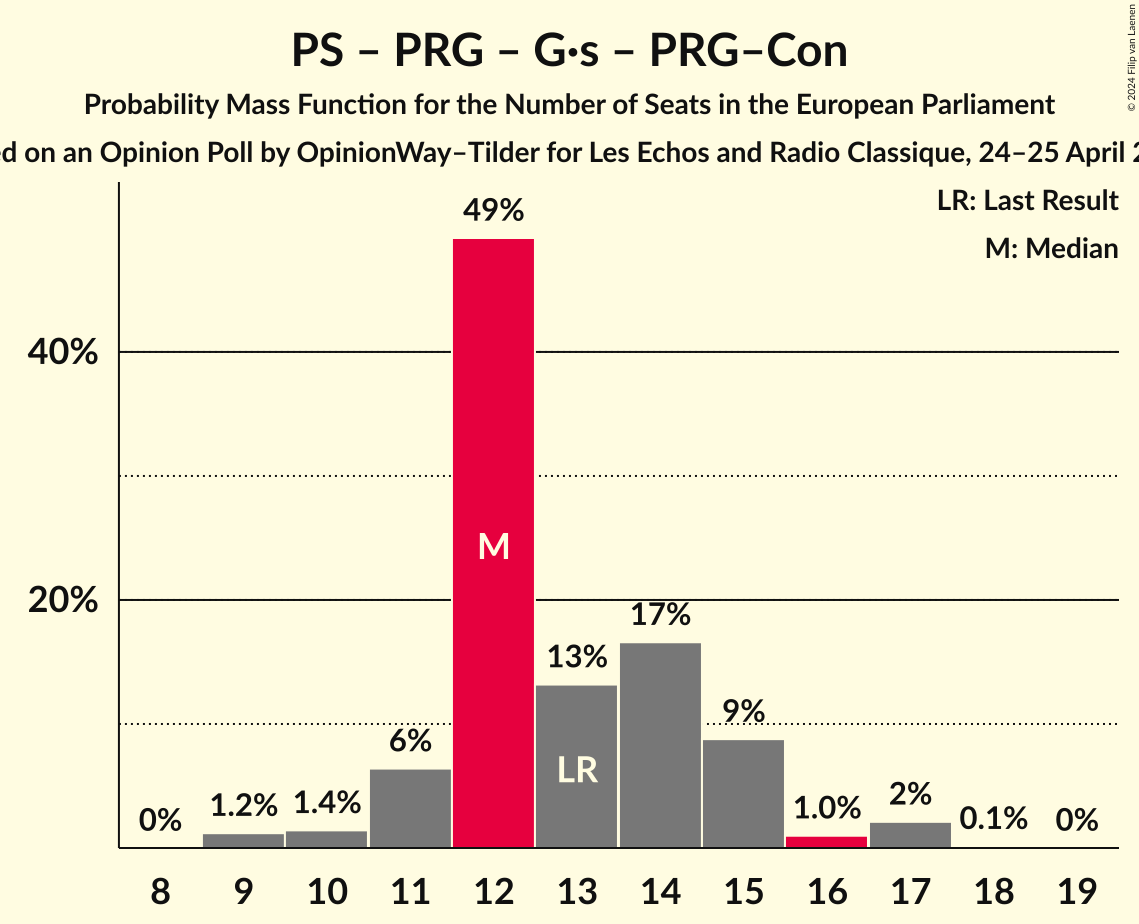 PS – PRG – G·s – PRG–Con
Probability Mass Function for the Number of Seats in the European Parliament
on an Opinion Poll by OpinionWay–Tilder for Les Echos and Radio Classique, 24–25 April
© 2024 Filip van Laenen
LR: Last Result
M: Median
49%
40%
M
20%
17%
13%
9%
6%
LR
2%
1.4%
1.2%
1.0%
0%
0.1%
0%
8 9 10 11 12 13 14 15 16 17 18 19